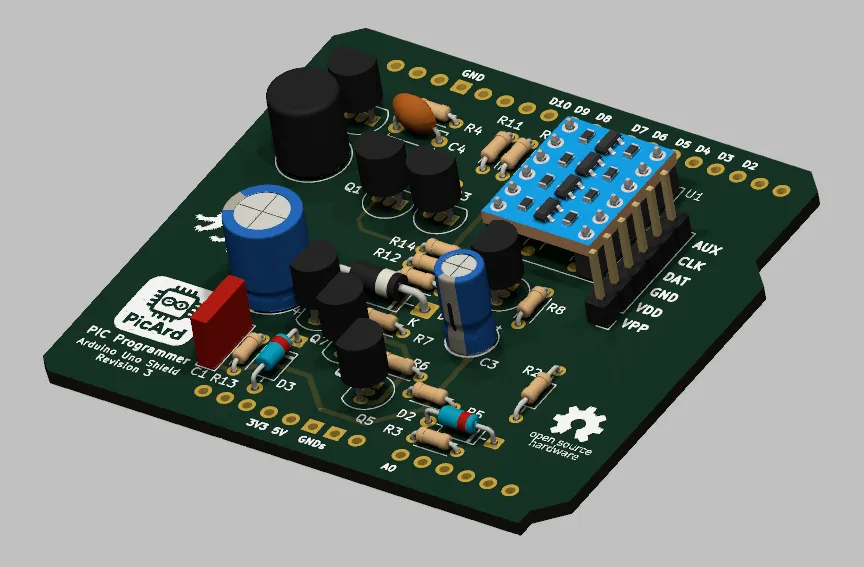 GND
D10 D9 D8
D7 D6
D5 D4 D3 D2
R11
R4
C4
U1
Q1
AUX
CLK
DAT
GND
VDD
VPP
R14
R12
R8
K
R7
C3
PicArd
PIC Programmer
Arduino Uno Shield
Revision 3
C1 R13
D3
R6
R2
Q5
D2
R5
R3
open source
hardware
3V3 5V GNDs
A0